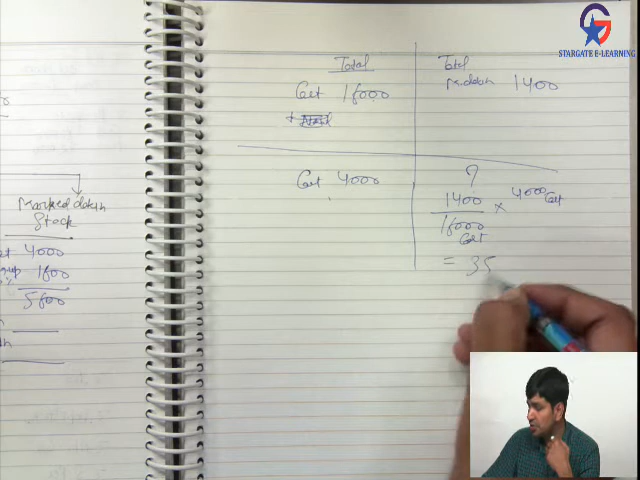 STARGATE E-LEARNING
Marked down
Stock
4000
1600
5600
Total
Cost 16000
Total
M.down 1400
Cost 4000
?
1400 × 4000 Cost
16000
Cost
= 35